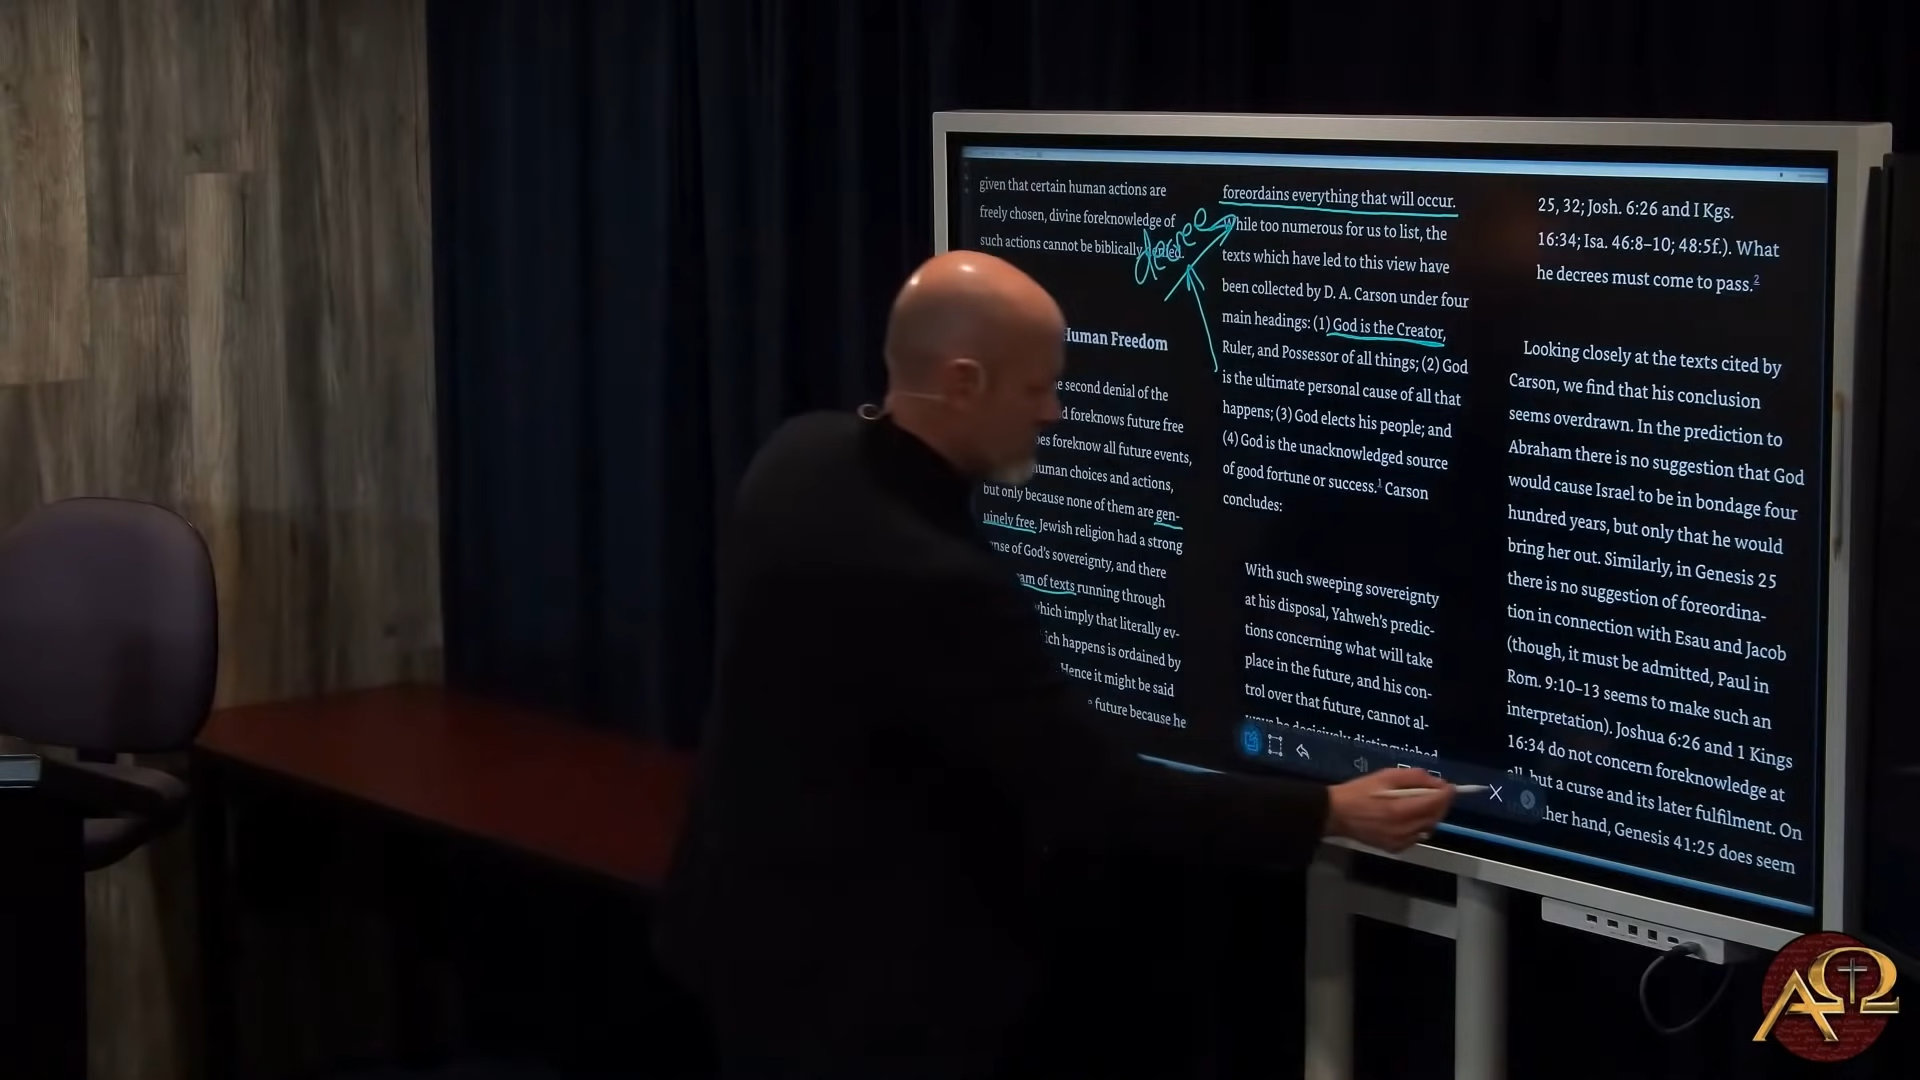 given that certain human actions are
freely chosen, divine foreknowledge of
such actions cannot be biblically denied.
Human Freedom
second denial of the
foreknows future free
foreknow all future events,
human choices and actions,
but only because none of them are gen-
uinely free. Jewish religion had a strong
of God's sovereignty, and there
of texts running through
which imply that literally ev-
happens is ordained by
Hence it might be said
future because he
decree
foreordains everything that will occur.
While too numerous for us to list, the
texts which have led to this view have
been collected by D. A. Carson under four
main headings: (1) God is the Creator,
Ruler, and Possessor of all things; (2) God
is the ultimate personal cause of all that
happens; (3) God elects his people; and
(4) God is the unacknowledged source
of good fortune or success.1 Carson
concludes:
With such sweeping sovereignty
at his disposal, Yahweh's predic-
tions concerning what will take
place in the future, and his con-
trol over that future, cannot al-
ways be decisively distinguished
25, 32; Josh. 6:26 and I Kgs.
16:34; Isa. 46:8–10; 48:5f.). What
he decrees must come to pass.2
Looking closely at the texts cited by
Carson, we find that his conclusion
seems overdrawn. In the prediction to
Abraham there is no suggestion that God
would cause Israel to be in bondage four
hundred years, but only that he would
bring her out. Similarly, in Genesis 25
there is no suggestion of foreordina-
tion in connection with Esau and Jacob
(though, it must be admitted, Paul in
Rom. 9:10–13 seems to make such an
interpretation). Joshua 6:26 and 1 Kings
16:34 do not concern foreknowledge at
all, but a curse and its later fulfilment. On
hand, Genesis 41:25 does seem
ΑΩ